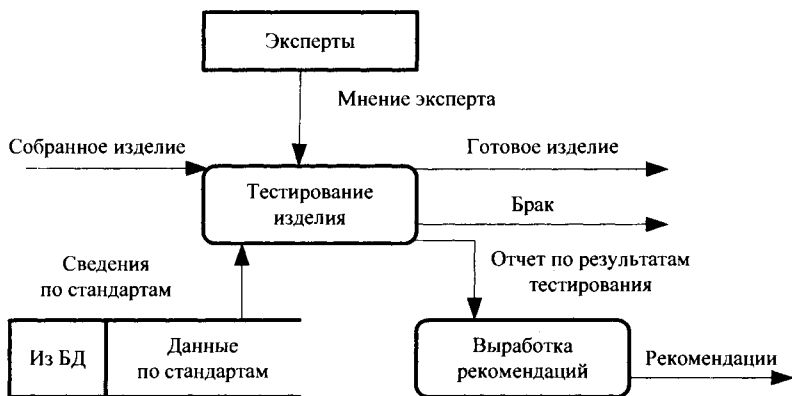 Эксперты
Мнение эксперта
Собранное изделие
Готовое изделие
Тестирование
изделия
Брак
Сведения
по стандартам
Отчет по результатам
тестирования
Из БД
Данные
по стандартам
Выработка
рекомендаций
Рекомендации